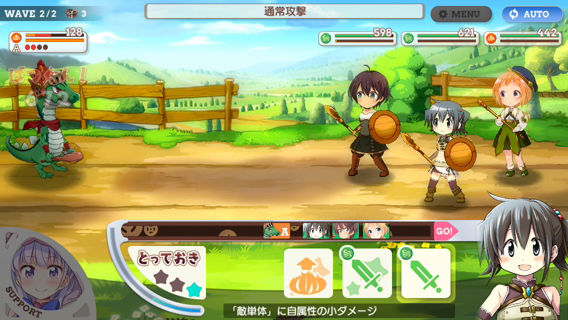 WAVE 2/2 3
通常攻撃
MENU
AUTO
128
A
598
621
442
A
GO!
とっておき
SUPPORT
「敵単体」に自属性の小ダメージ